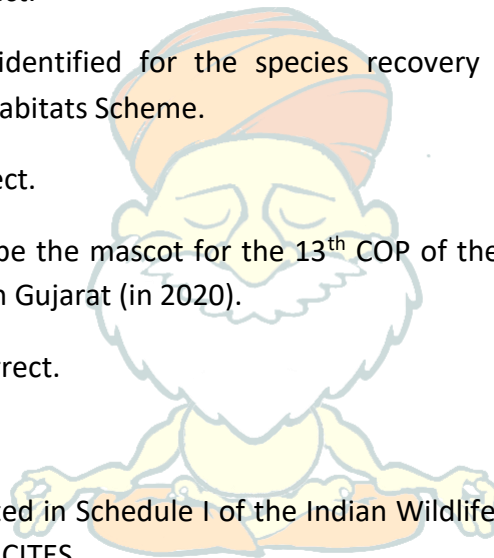 identified for the species recovery
abitats Scheme.
ect.
be the mascot for the 13th COP of the
n Gujarat (in 2020).
rrect.
ed in Schedule I of the Indian Wildlife
CITES